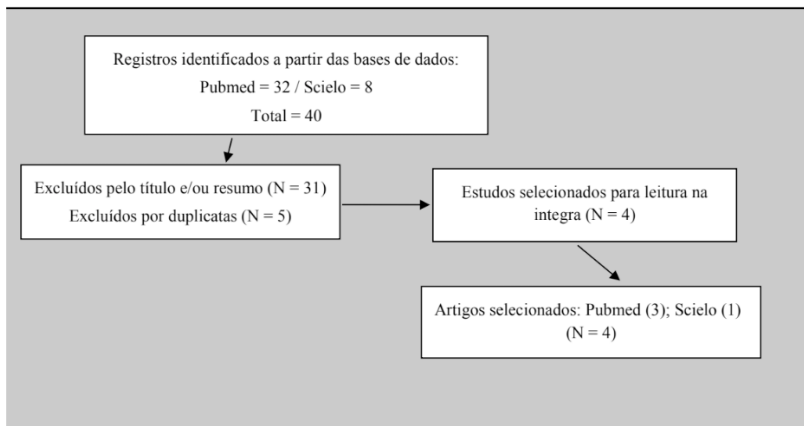 Registros identificados a partir das bases de dados:
Pubmed = 32 / Scielo = 8
Total = 40
Excluídos pelo título e/ou resumo (N = 31)
Excluídos por duplicatas (N = 5)
Estudos selecionados para leitura na
integra (N = 4)
Artigos selecionados: Pubmed (3); Scielo (1)
(N = 4)